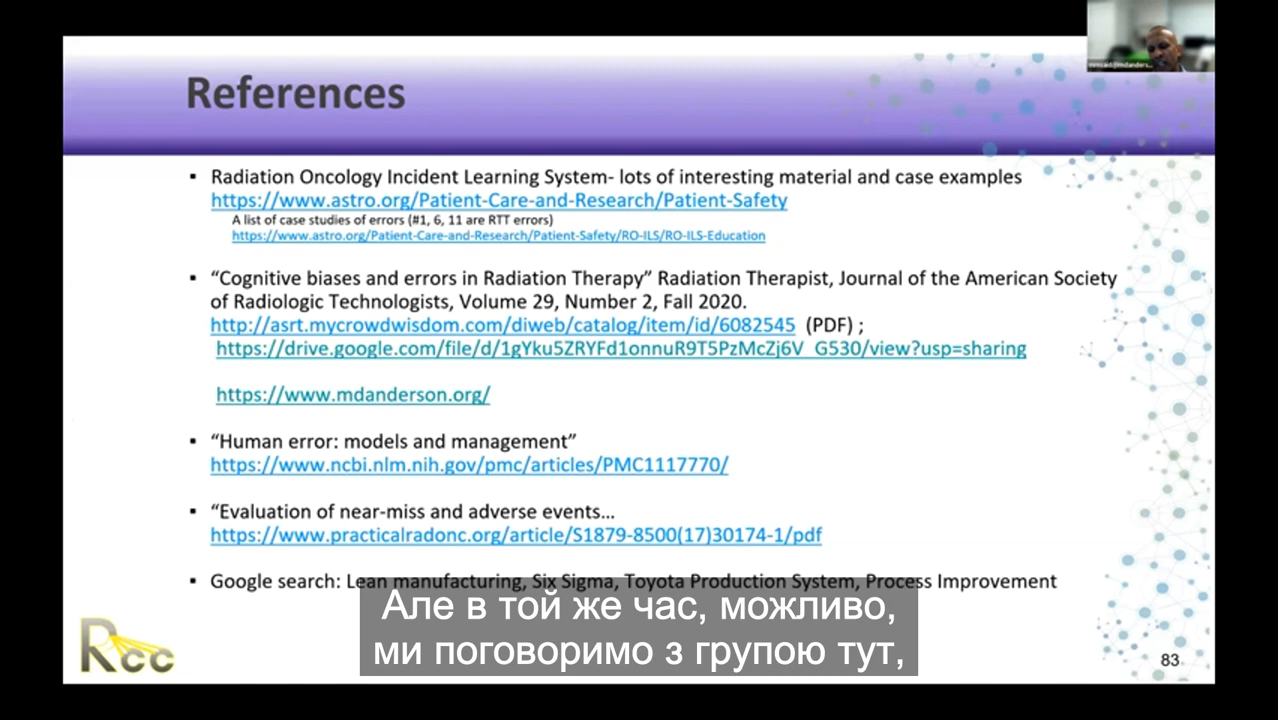 References
▪ Radiation Oncology Incident Learning System- lots of interesting material and case examples
https://www.astro.org/Patient-Care-and-Research/Patient-Safety
A list of case studies of errors (#1, 6, 11 are RTT errors)
https://www.astro.org/Patient-Care-and-Research/Patient-Safety/RO-ILS/RO-ILS-Education
▪ “Cognitive biases and errors in Radiation Therapy” Radiation Therapist, Journal of the American Society
of Radiologic Technologists, Volume 29, Number 2, Fall 2020.
http://asrt.mycrowdwisdom.com/diweb/catalog/item/id/6082545 (PDF) ;
https://drive.google.com/file/d/1gYku5ZRYFd1onnuR9T5PzMcZj6V_G530/view?usp=sharing
https://www.mdanderson.org/
▪ “Human error: models and management”
https://www.ncbi.nlm.nih.gov/pmc/articles/PMC1117770/
▪ “Evaluation of near-miss and adverse events…
https://www.practicalradonc.org/article/S1879-8500(17)30174-1/pdf
▪ Google search: Lean manufacturing, Six Sigma, Toyota Production System, Process Improvement
Але в той же час, можливо,
ми поговоримо з групою тут,
Rcc
83